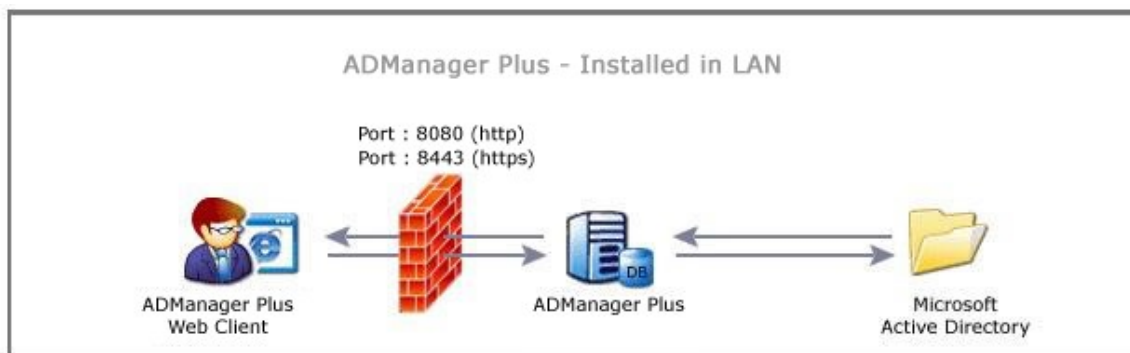 ADManager Plus - Installed in LAN
Port : 8080 (http)
Port : 8443 (https)
DB
ADManager Plus
Web Client
ADManager Plus
Microsoft
Active Directory